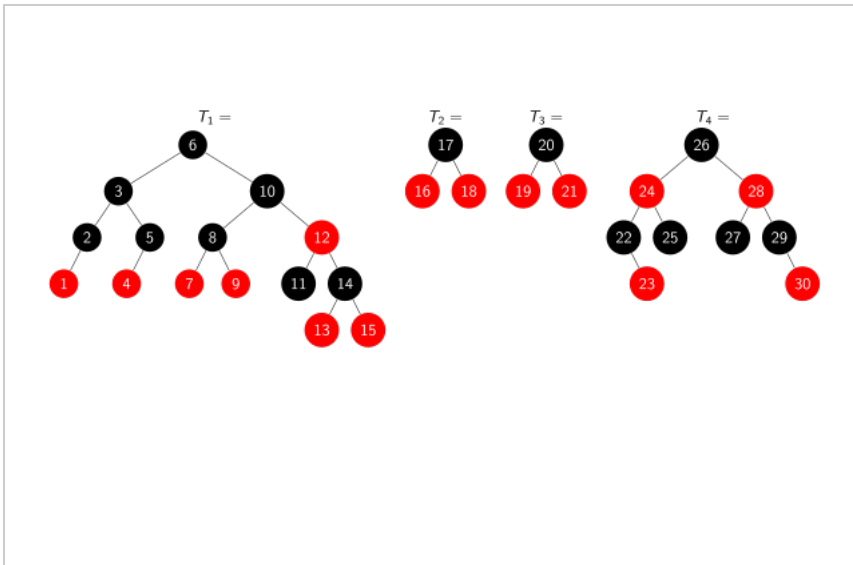 T1 = T2 = T3 = T4 =
6 17 20 26
3 10 16 18 19 21 24 28
2 5 8 12 22 25 27 29
1 4 7 9 11 14 23 30
13 15